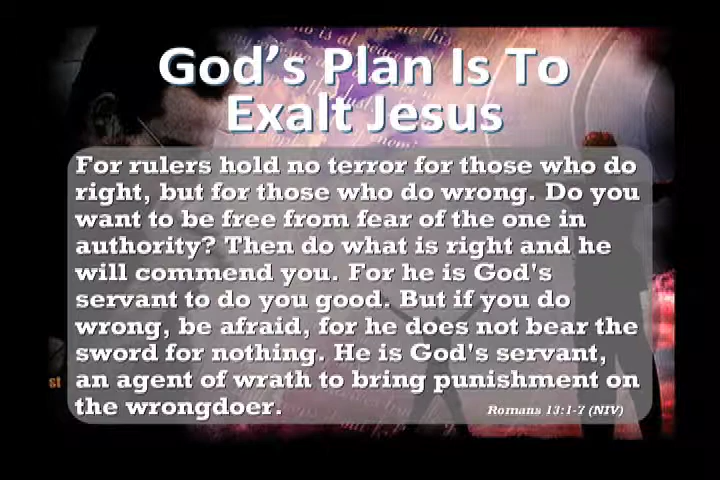 God's Plan Is To
Exalt Jesus
For rulers hold no terror for those who do
right, but for those who do wrong. Do you
want to be free from fear of the one in
authority? Then do what is right and he
will commend you. For he is God's
servant to do you good. But if you do
wrong, be afraid, for he does not bear the
sword for nothing. He is God's servant,
an agent of wrath to bring punishment on
the wrongdoer.
Romans 13:1-7 (NIV)
st